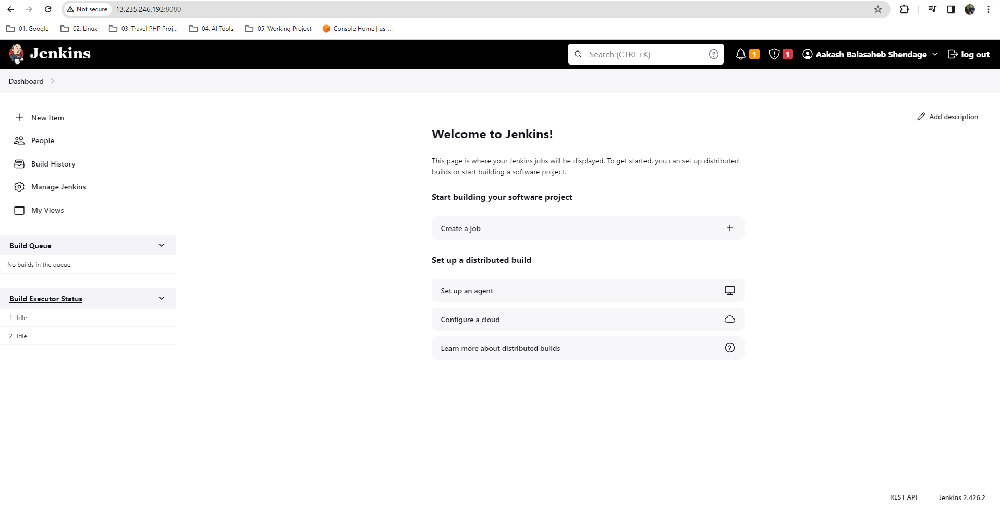 Not secure 13.235.246.192:8080
01. Google 02. Linux 03. Travel PHP Proj... 04. AI Tools 05. Working Project Console Home | us-...
Jenkins Search (CTRL+K) ? 1 1 Aakash Balasaheb Shendage log out
Dashboard
New Item
People
Build History
Manage Jenkins
My Views
Build Queue
No builds in the queue.
Build Executor Status
1 Idle
2 Idle
Add description
Welcome to Jenkins!
This page is where your Jenkins jobs will be displayed. To get started, you can set up distributed
builds or start building a software project.
Start building your software project
Create a job
Set up a distributed build
Set up an agent
Configure a cloud
Learn more about distributed builds ?
REST API Jenkins 2.426.2